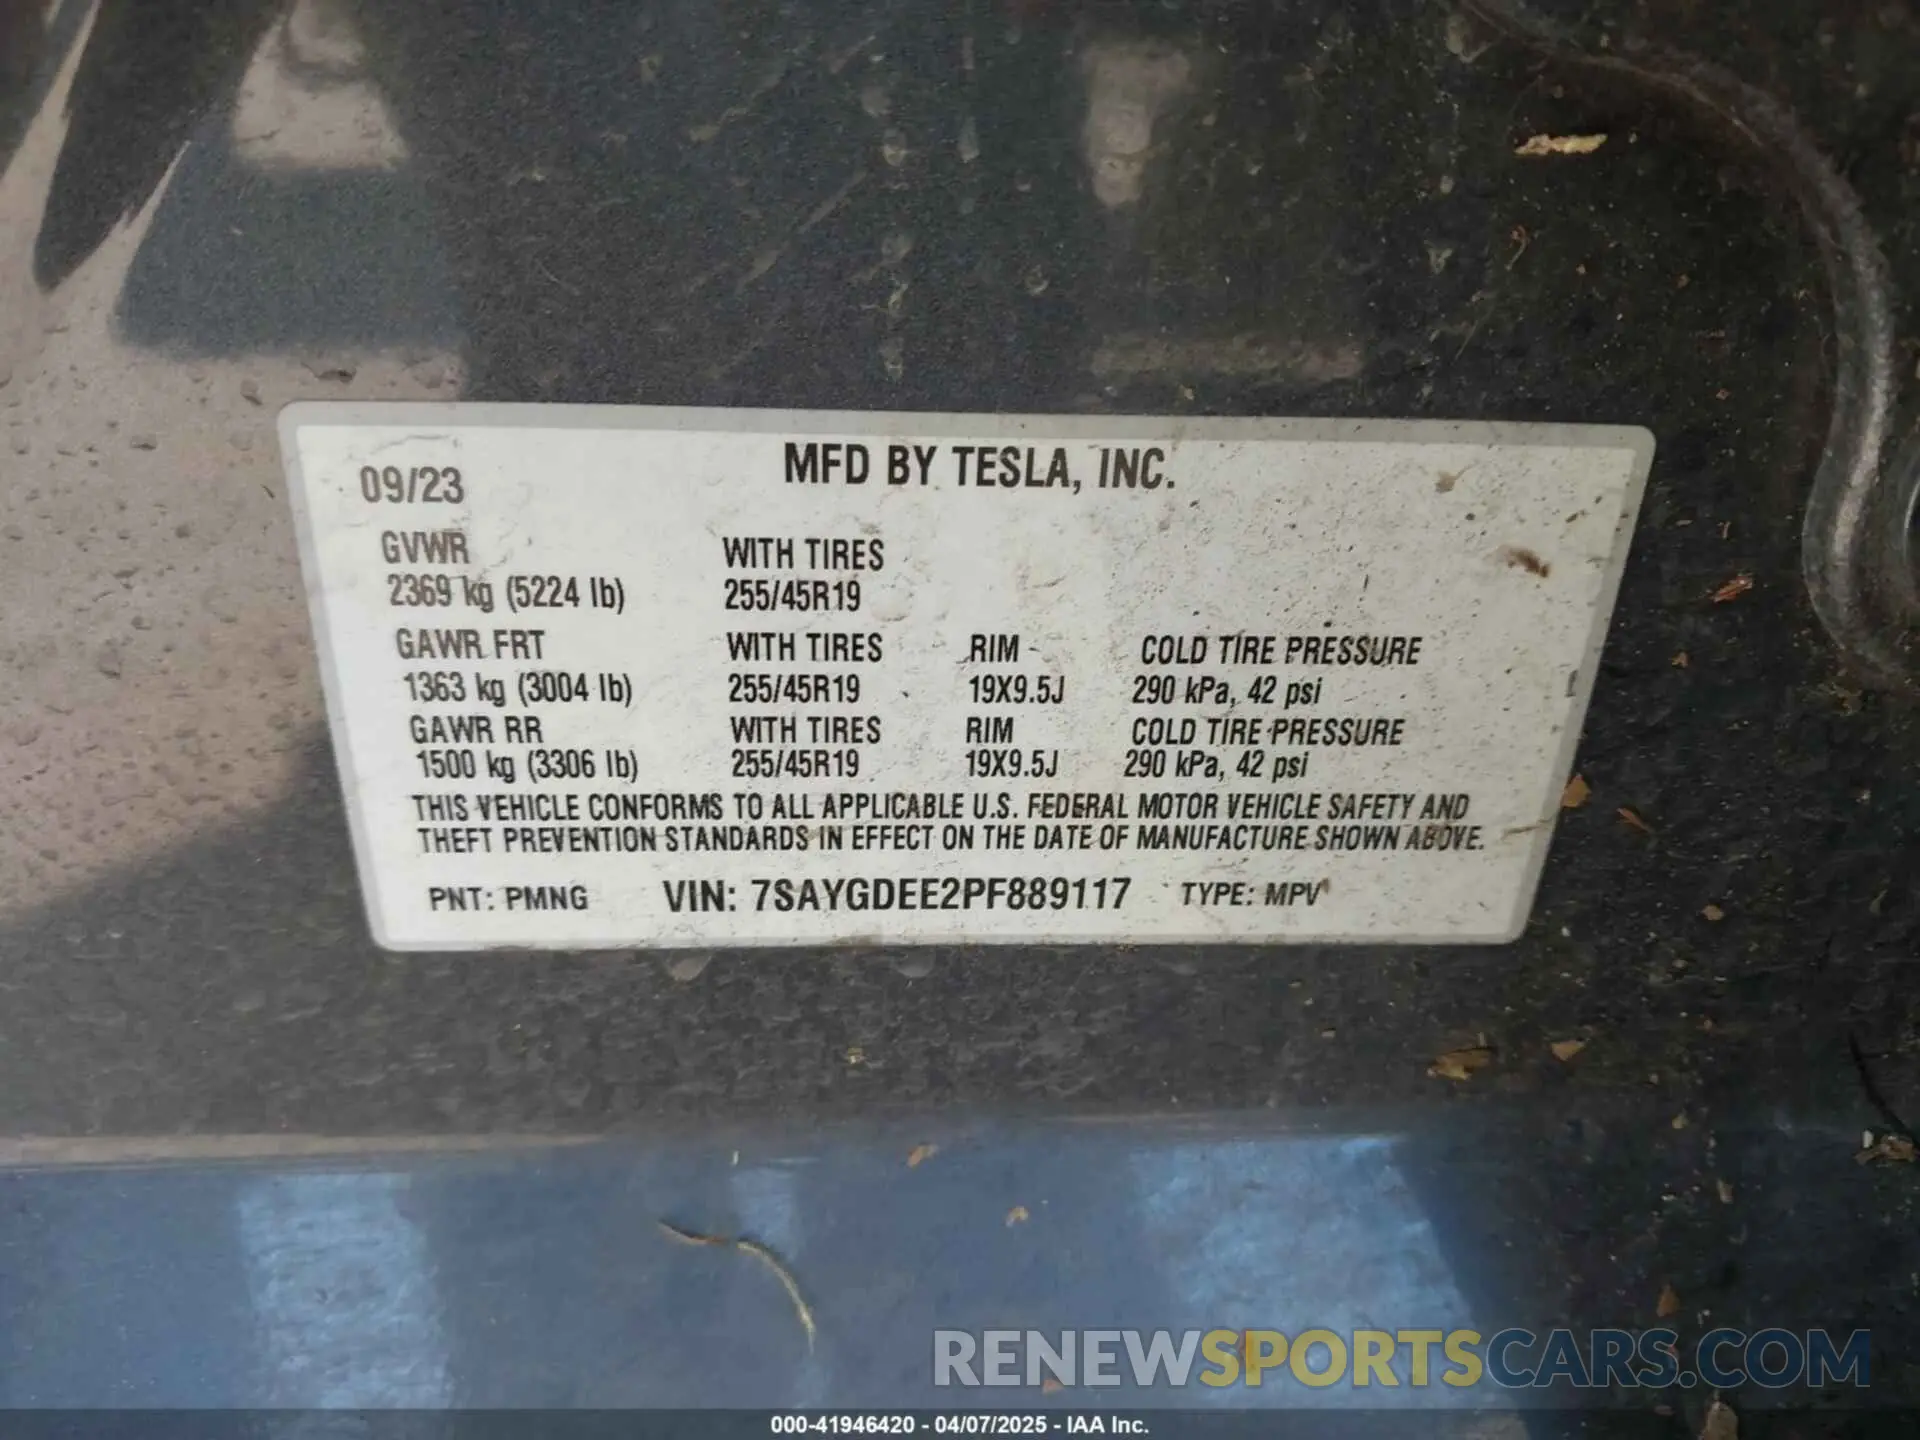 09/23 MFD BY TESLA, INC.
GVWR WITH TIRES
2369 kg (5224 lb) 255/45R19
GAWR FRT WITH TIRES RIM COLD TIRE PRESSURE
1363 kg (3004 lb) 255/45R19 19X9.5J 290 kPa, 42 psi
GAWR RR WITH TIRES RIM COLD TIRE PRESSURE
1500 kg (3306 lb) 255/45R19 19X9.5J 290 kPa, 42 psi
THIS VEHICLE CONFORMS TO ALL APPLICABLE U.S. FEDERAL MOTOR VEHICLE SAFETY AND
THEFT PREVENTION STANDARDS IN EFFECT ON THE DATE OF MANUFACTURE SHOWN ABOVE.
PNT: PMNG VIN: 7SAYGDEE2PF889117 TYPE: MPV
RENEWSPORTSCARS.COM
000-41946420 - 04/07/2025 - IAA Inc.